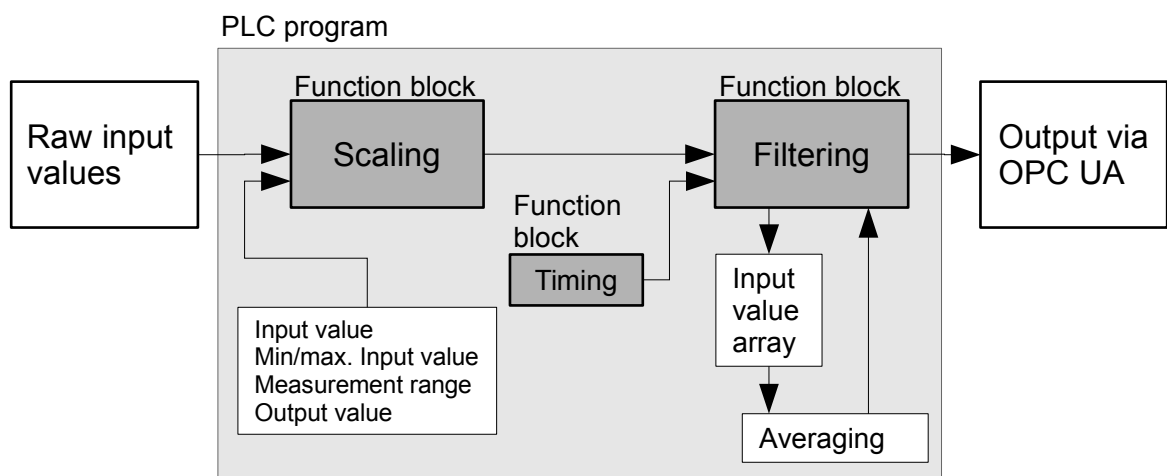 PLC program
Function block
Function block
Raw input
values
Scaling
Filtering
Output via
OPC UA
Function
block
Timing
Input
value
array
Input value
Min/max. Input value
Measurement range
Output value
Averaging